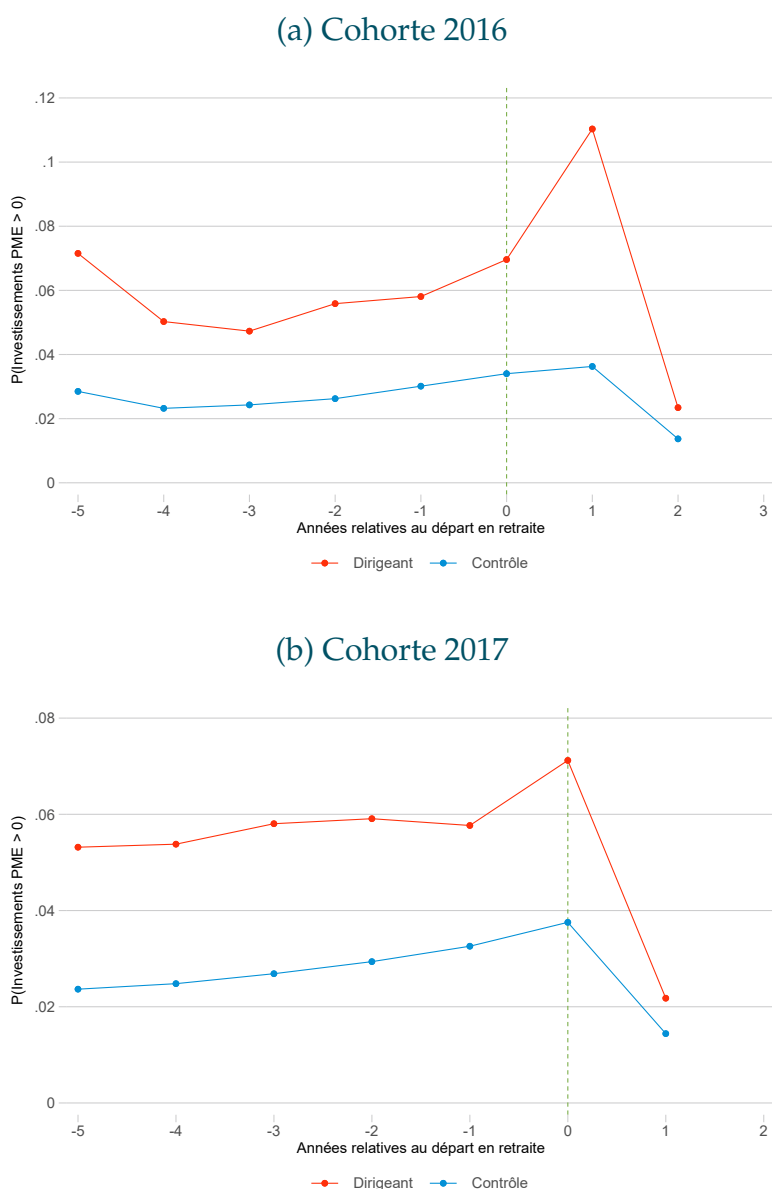 (a) Cohorte 2016
P(Investissements PME > 0)
.12
.1
.08
.06
.04
.02
0
-5 -4 -3 -2 -1 0 1 2 3
Années relatives au départ en retraite
Dirigeant Contrôle
(b) Cohorte 2017
P(Investissements PME > 0)
.08
.06
.04
.02
0
-5 -4 -3 -2 -1 0 1 2
Années relatives au départ en retraite
Dirigeant Contrôle